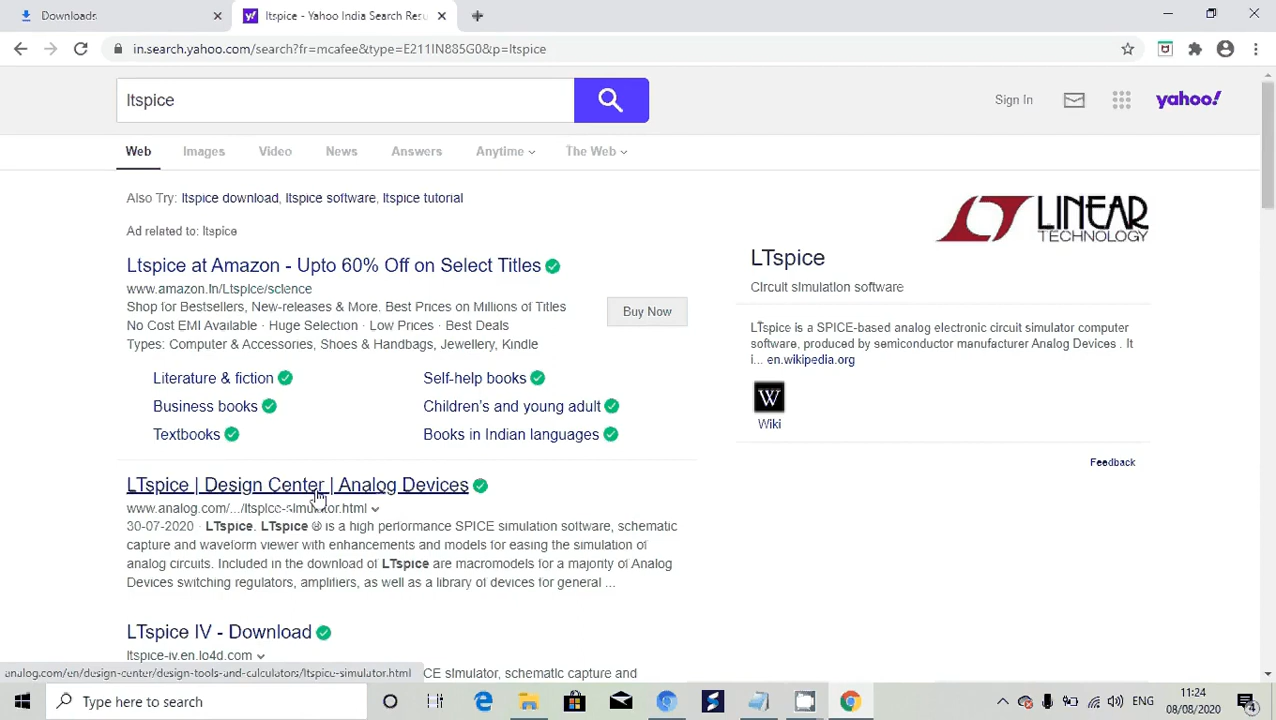 Downloads
ltspice - Yahoo India Search Resu
in.search.yahoo.com/search?fr=mcafee&type=E211IN885G0&p=ltspice
ltspice
Sign In
yahoo!
Web
Images
Video
News
Answers
Anytime
The Web
Also Try: ltspice download, ltspice software, ltspice tutorial
Ad related to: ltspice
Ltspice at Amazon - Upto 60% Off on Select Titles
www.amazon.in/Ltspice/science
Shop for Bestsellers, New-releases & More. Best Prices on Millions of Titles
No Cost EMI Available · Huge Selection · Low Prices · Best Deals
Types: Computer & Accessories, Shoes & Handbags, Jewellery, Kindle
Buy Now
Literature & fiction
Self-help books
Business books
Children's and young adult
Textbooks
Books in Indian languages
LTspice | Design Center | Analog Devices
www.analog.com/.../ltspice-simulator.html
30-07-2020 · LTspice. LTspice ® is a high performance SPICE simulation software, schematic
capture and waveform viewer with enhancements and models for easing the simulation of
analog circuits. Included in the download of LTspice are macromodels for a majority of Analog
Devices switching regulators, amplifiers, as well as a library of devices for general ...
LTspice IV - Download
ltspice-iv.en.lo4d.com
CE simulator, schematic capture and
LINEAR
TECHNOLOGY
LTspice
Circuit simulation software
LTspice is a SPICE-based analog electronic circuit simulator computer
software, produced by semiconductor manufacturer Analog Devices . It
i... en.wikipedia.org
W
Wiki
Feedback
analog.com/en/design-center/design-tools-and-calculators/ltspice-simulator.html
Type here to search
ENG
11:24
08/08/2020
4